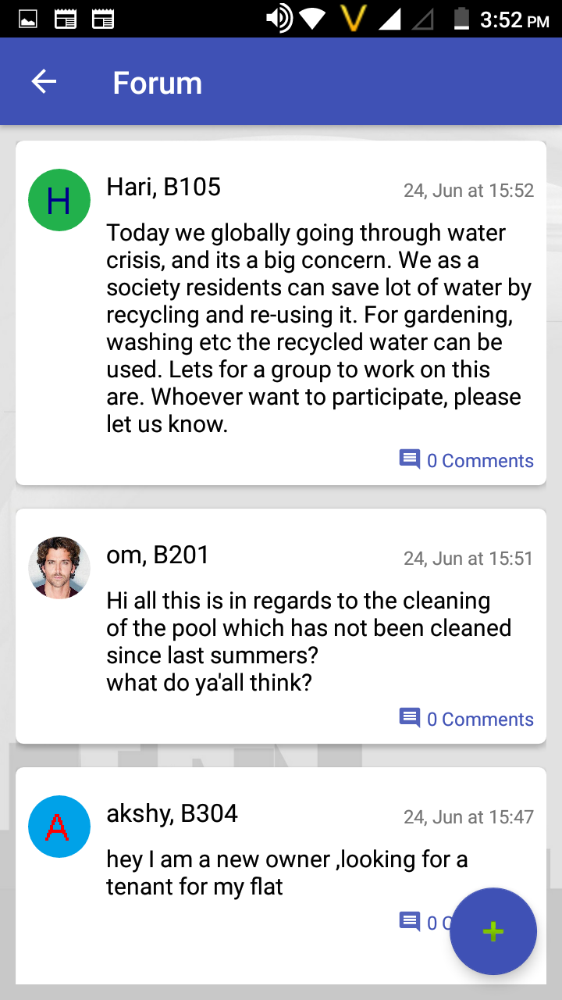 3:52 PM
Forum
H
Hari, B105
24, Jun at 15:52
Today we globally going through water
crisis, and its a big concern. We as a
society residents can save lot of water by
recycling and re-using it. For gardening,
washing etc the recycled water can be
used. Lets for a group to work on this
are. Whoever want to participate, please
let us know.
0 Comments
om, B201
24, Jun at 15:51
Hi all this is in regards to the cleaning
of the pool which has not been cleaned
since last summers?
what do ya'all think?
0 Comments
A
akshy, B304
24, Jun at 15:47
hey I am a new owner ,looking for a
tenant for my flat
0 C
+